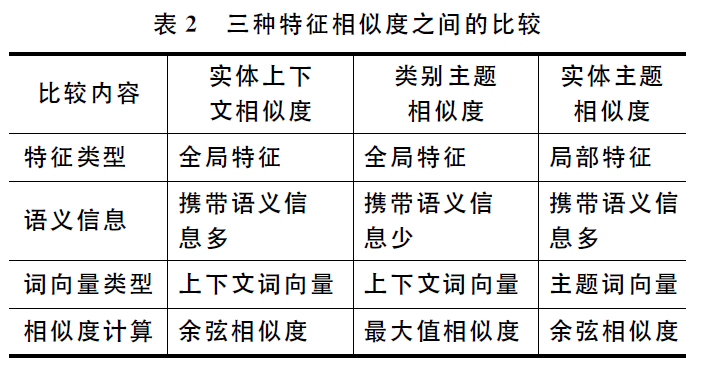 表 2 三种特征相似度之间的比较
比较内容 实体上下文相似度 类别主题相似度 实体主题相似度
特征类型 全局特征 全局特征 局部特征
语义信息 携带语义信息多 携带语义信息少 携带语义信息多
词向量类型 上下文词向量 上下文词向量 主题词向量
相似度计算 余弦相似度 最大值相似度 余弦相似度